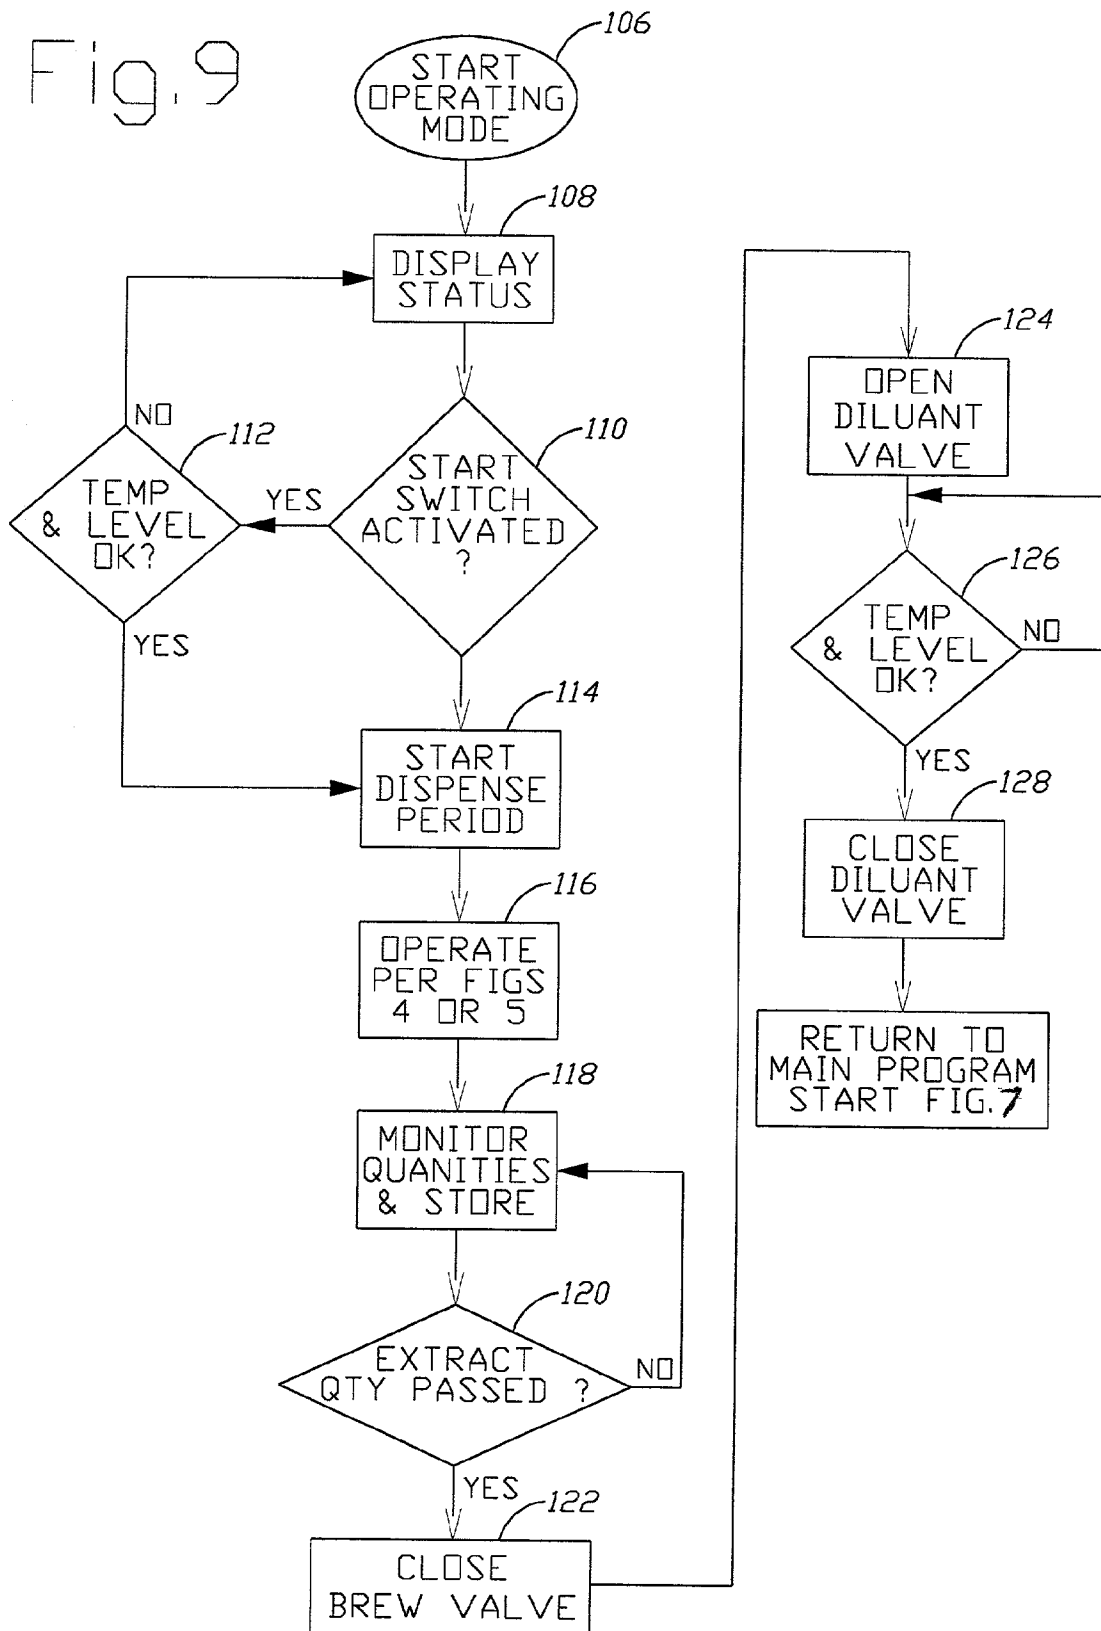 Fig.9
106
START
OPERATING
MODE
108
DISPLAY
STATUS
NO
112
TEMP
& LEVEL
OK?
YES
YES
110
START
SWITCH
ACTIVATED
?
114
START
DISPENSE
PERIOD
116
OPERATE
PER FIGS
4 OR 5
118
MONITOR
QUANITIES
& STORE
120
EXTRACT
QTY PASSED ?
NO
YES
122
CLOSE
BREW VALVE
124
OPEN
DILUANT
VALVE
126
TEMP
& LEVEL
OK?
NO
YES
128
CLOSE
DILUANT
VALVE
RETURN TO
MAIN PROGRAM
START FIG.7